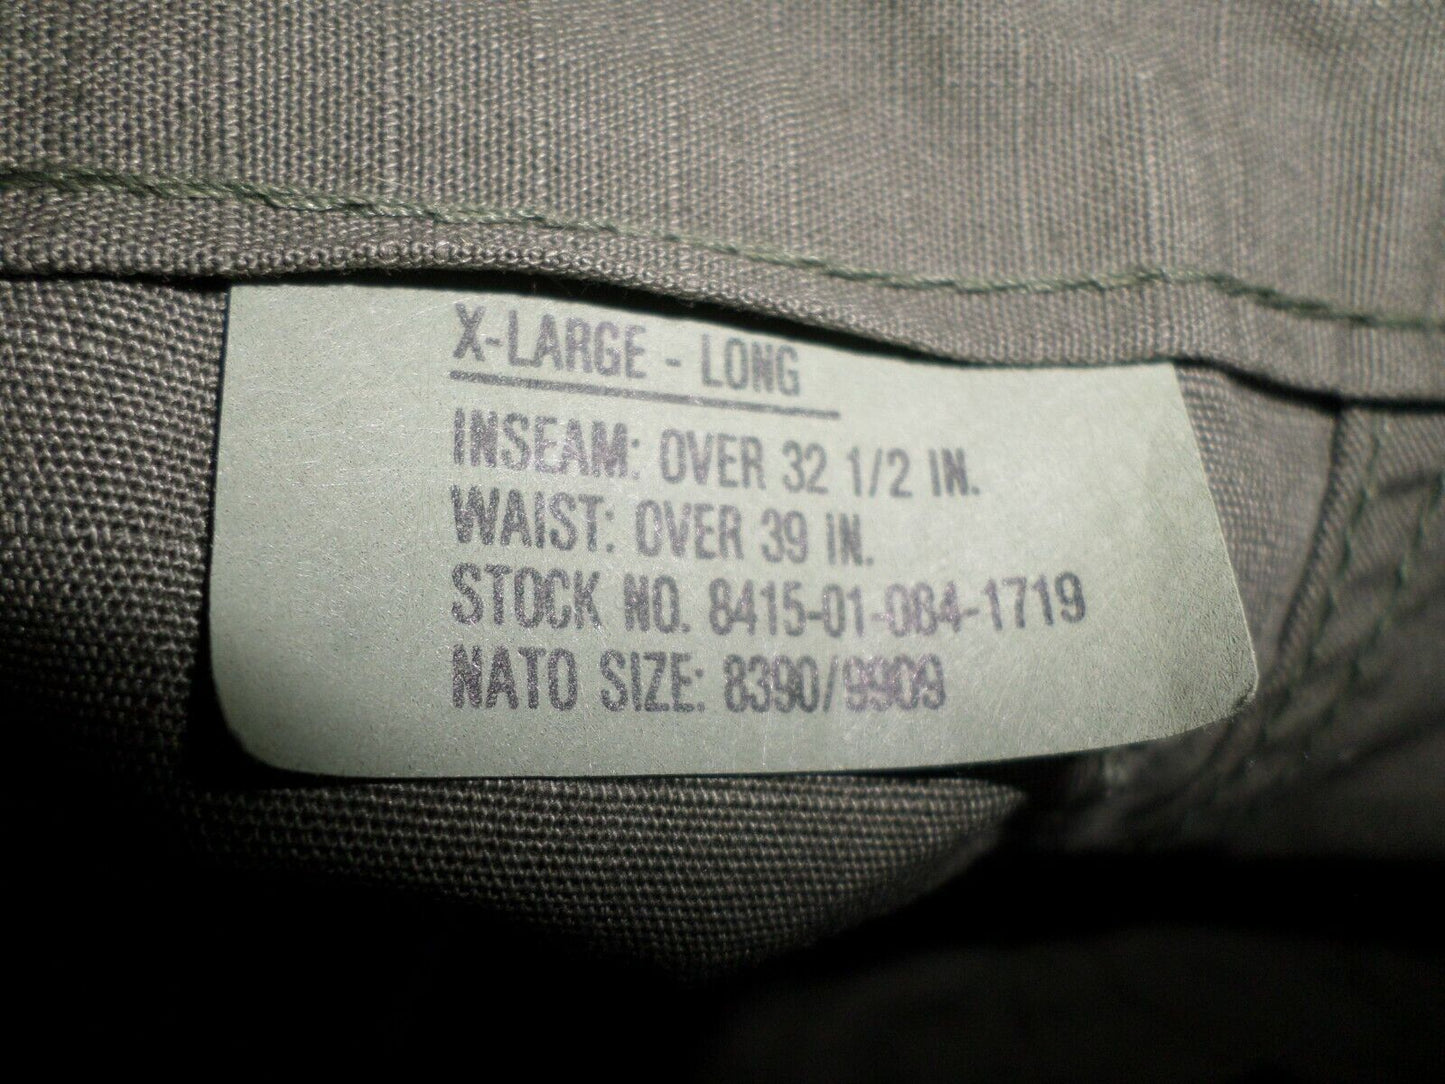 X-LARGE - LONG
INSEAM: OVER 32 1/2 IN.
WAIST: OVER 39 IN.
STOCK NO. 8415-01-084-1719
NATO SIZE: 8390/9909